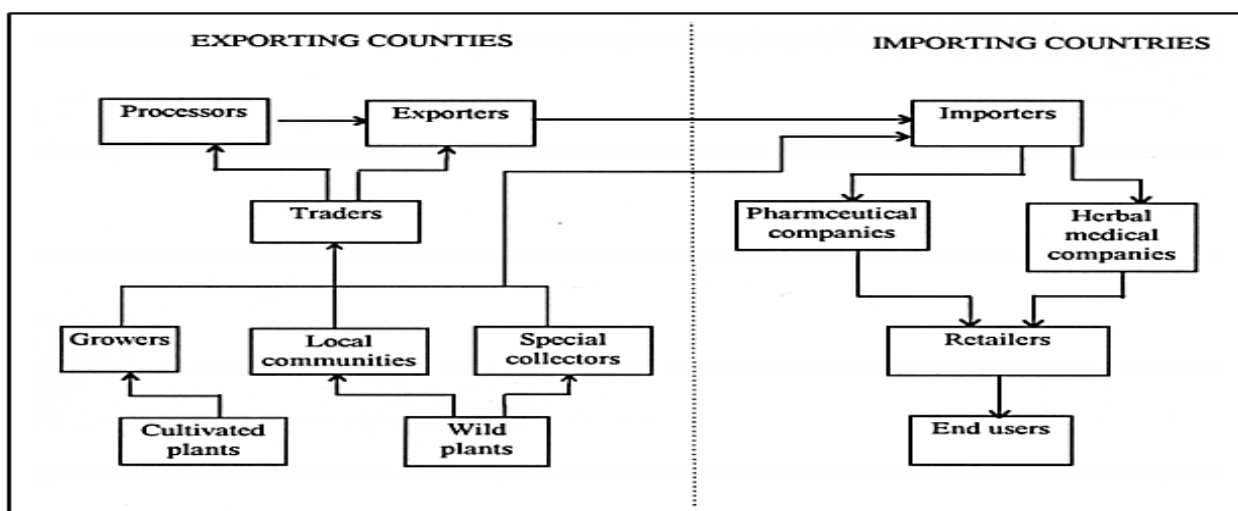 EXPORTING COUNTIES
IMPORTING COUNTRIES
Processors
Exporters
Importers
Traders
Pharmceutical
companies
Herbal
medical
companies
Growers
Local
communities
Special
collectors
Retailers
Cultivated
plants
Wild
plants
End users